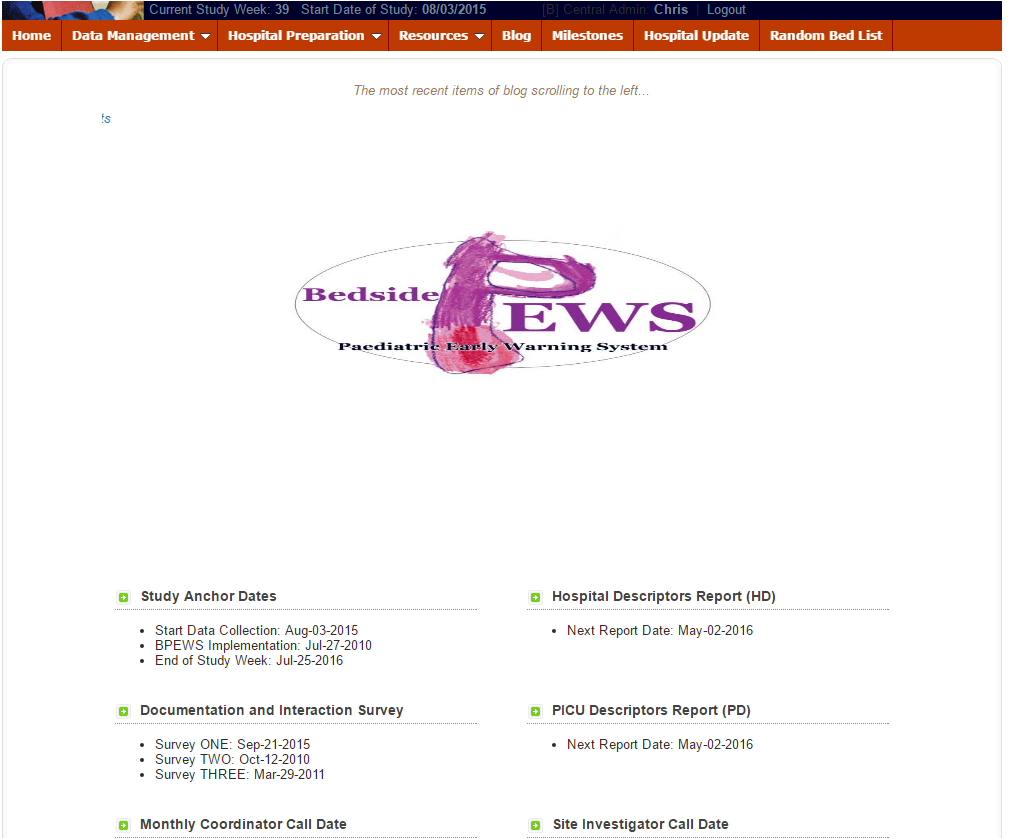 Current Study Week: 39 Start Date of Study: 08/03/2015 [B] Central Admin: Chris | Logout
Home Data Management Hospital Preparation Resources Blog Milestones Hospital Update Random Bed List
The most recent items of blog scrolling to the left...
ts
Bedside
PEWS
Paediatric Early Warning System
Study Anchor Dates
Start Data Collection: Aug-03-2015
BPEWS Implementation: Jul-27-2010
End of Study Week: Jul-25-2016
Hospital Descriptors Report (HD)
Next Report Date: May-02-2016
Documentation and Interaction Survey
Survey ONE: Sep-21-2015
Survey TWO: Oct-12-2010
Survey THREE: Mar-29-2011
PICU Descriptors Report (PD)
Next Report Date: May-02-2016
Monthly Coordinator Call Date
Site Investigator Call Date